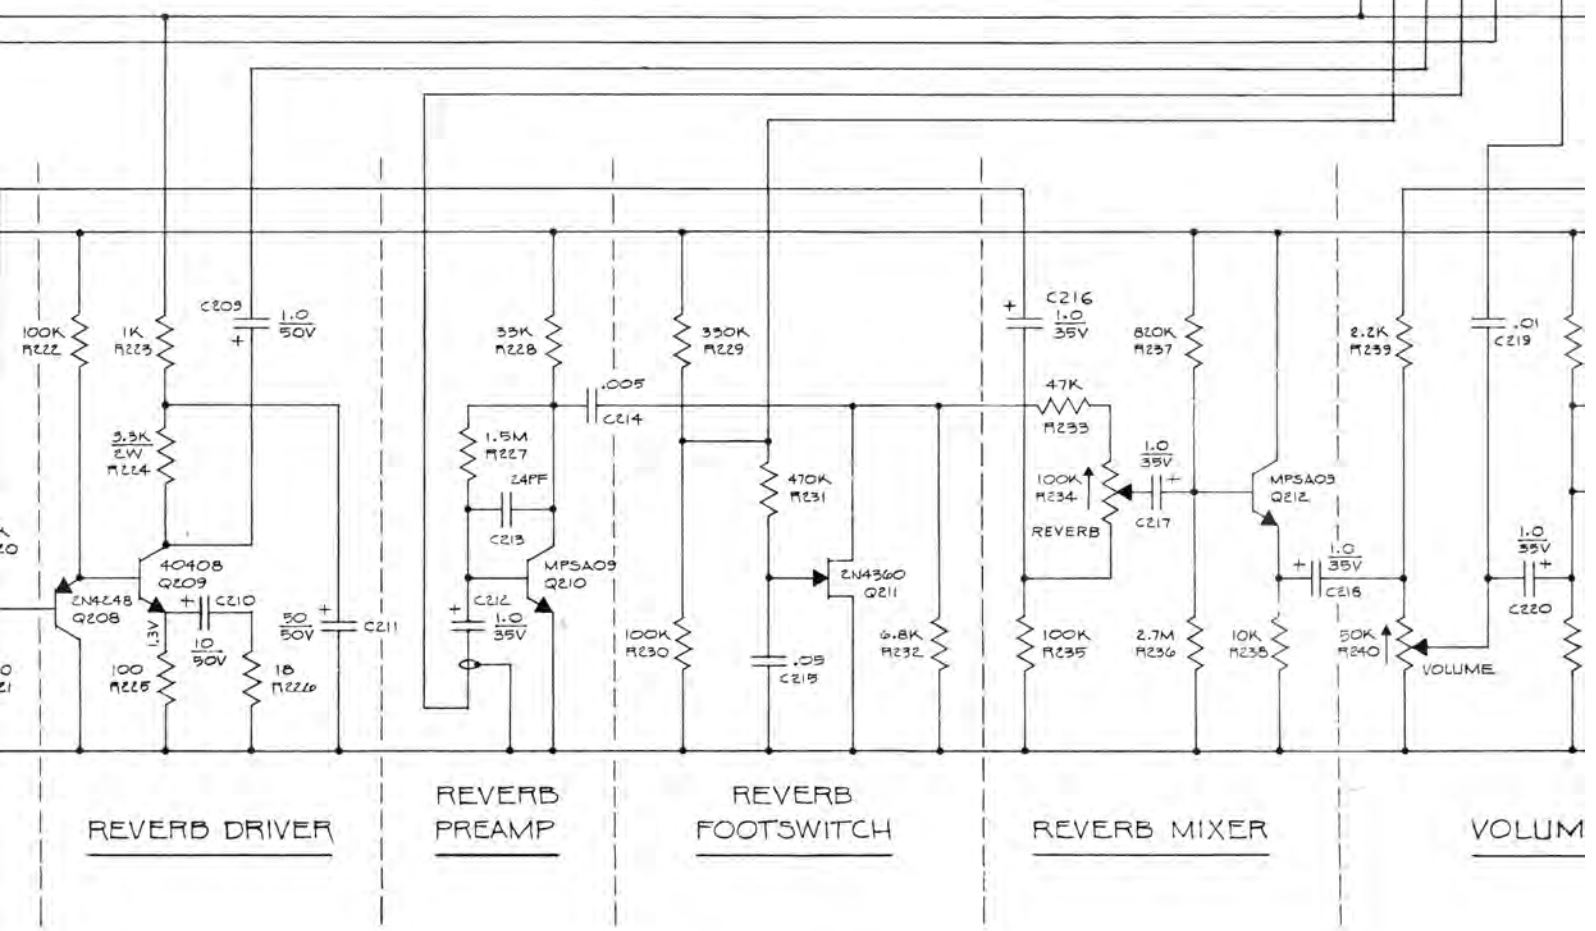 C209
1.0
50V
100K
R222
1K
R223
3.3K
2W
R224
40408
Q209
2N4248
Q208
C210
10
50V
1.3V
100
R225
18
R226
50
50V
C211
REVERB DRIVER
33K
R228
.005
C214
1.5M
R227
24PF
C213
MPSA09
Q210
C212
1.0
35V
REVERB
PREAMP
330K
R229
470K
R231
2N4360
Q211
100K
R230
.05
C215
6.8K
R232
REVERB
FOOTSWITCH
C216
1.0
35V
47K
R233
100K
R234
REVERB
1.0
35V
C217
820K
R237
MPSA09
Q212
100K
R235
2.7M
R236
10K
R238
1.0
35V
C218
REVERB MIXER
2.2K
R239
.01
C219
50K
R240
VOLUME
1.0
35V
C220
VOLUM